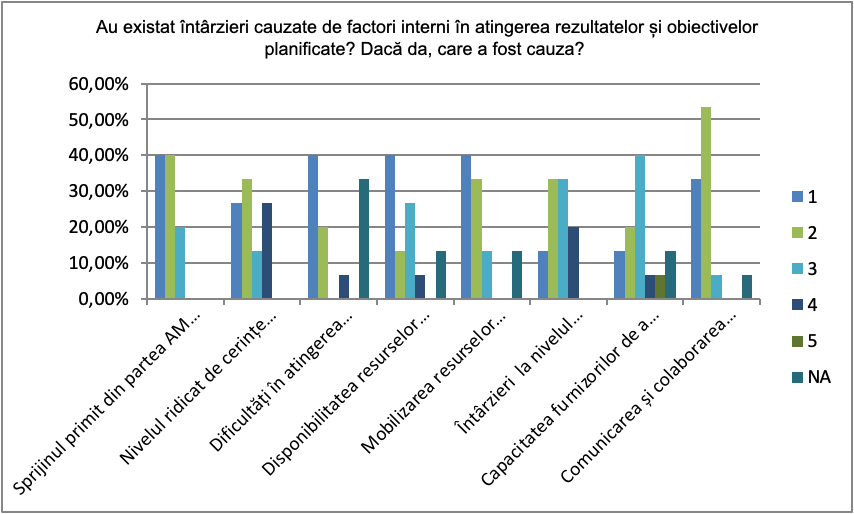 Au existat întârzieri cauzate de factori interni în atingerea rezultatelor și obiectivelor
planificate? Dacă da, care a fost cauza?
60,00%
50,00%
40,00%
30,00%
20,00%
10,00%
0,00%
Sprijinul primit din partea AM...
Nivelul ridicat de cerințe...
Dificultăți în atingerea...
Disponibilitatea resurselor...
Mobilizarea resurselor...
Întârzieri la nivelul...
Capacitatea furnizorilor de a...
Comunicarea și colaborarea...
1
2
3
4
5
NA